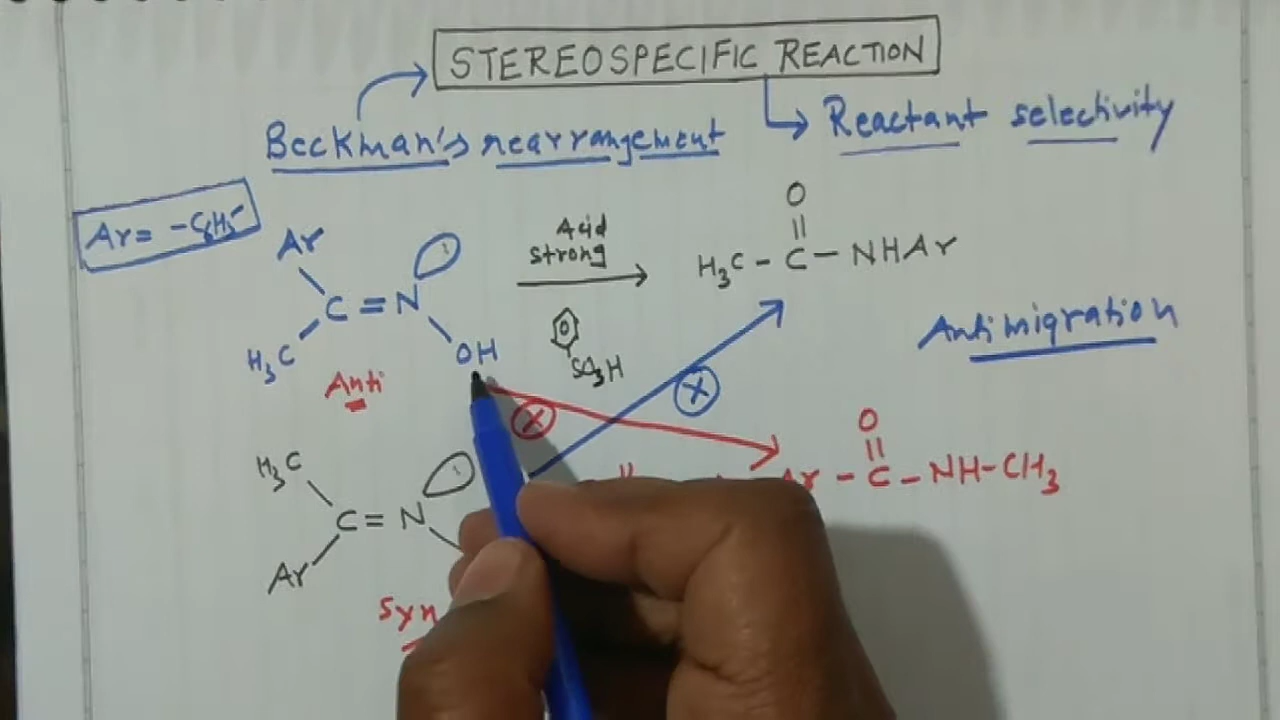 STEREOSPECIFIC REACTION
Beckman's rearrangement
Reactant selectivity
Ar= -C6H5
Ar
C = N
H3C
OH
Anti
Acid
strong
SO3H
O
H3C - C - NHAr
Antimigration
X
X
H3C
C = N
Ar
Syn
O
Ar - C - NH-CH3